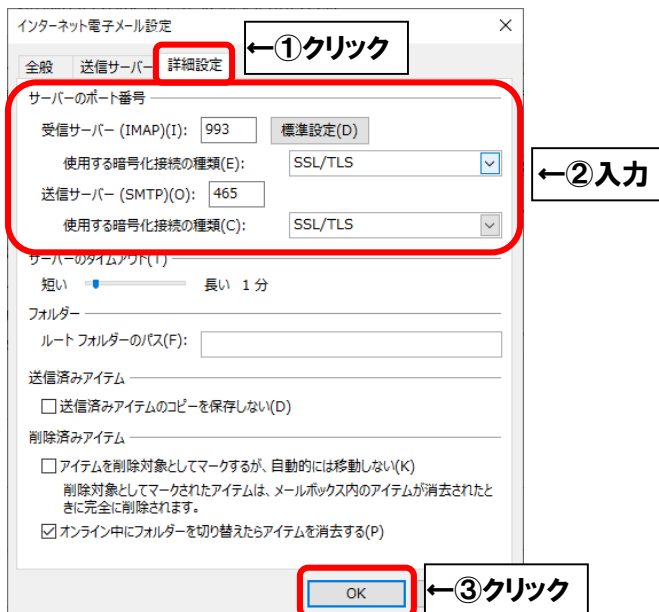 インターネット電子メール設定
←①クリック
全般 送信サーバー 詳細設定
サーバーのポート番号
受信サーバー (IMAP)(I): 993 標準設定(D)
使用する暗号化接続の種類(E): SSL/TLS
←②入力
送信サーバー (SMTP)(O): 465
使用する暗号化接続の種類(C): SSL/TLS
サーバーのタイムアウト(T)
短い 長い 1 分
フォルダー
ルート フォルダーのパス(F):
送信済みアイテム
送信済みアイテムのコピーを保存しない(D)
削除済みアイテム
アイテムを削除対象としてマークするが、自動的には移動しない(K)
削除対象としてマークされたアイテムは、メールボックス内のアイテムが消去されたと
きに完全に削除されます。
オンライン中にフォルダーを切り替えたらアイテムを消去する(P)
OK
←③クリック